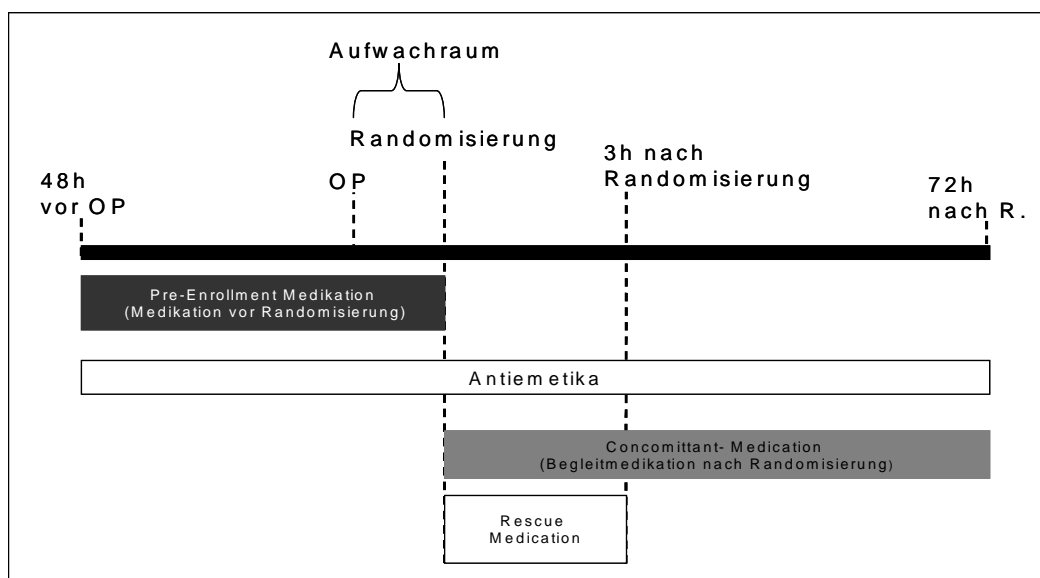 Aufwachraum
Randomisierung
OP
3h nach
Randomisierung
48h
vor OP
72h
nach R.
Pre-Enrollment Medikation
(Medikation vor Randomisierung)
Antiemetika
Concomittant- Medication
(Begleitmedikation nach Randomisierung)
Rescue
Medication